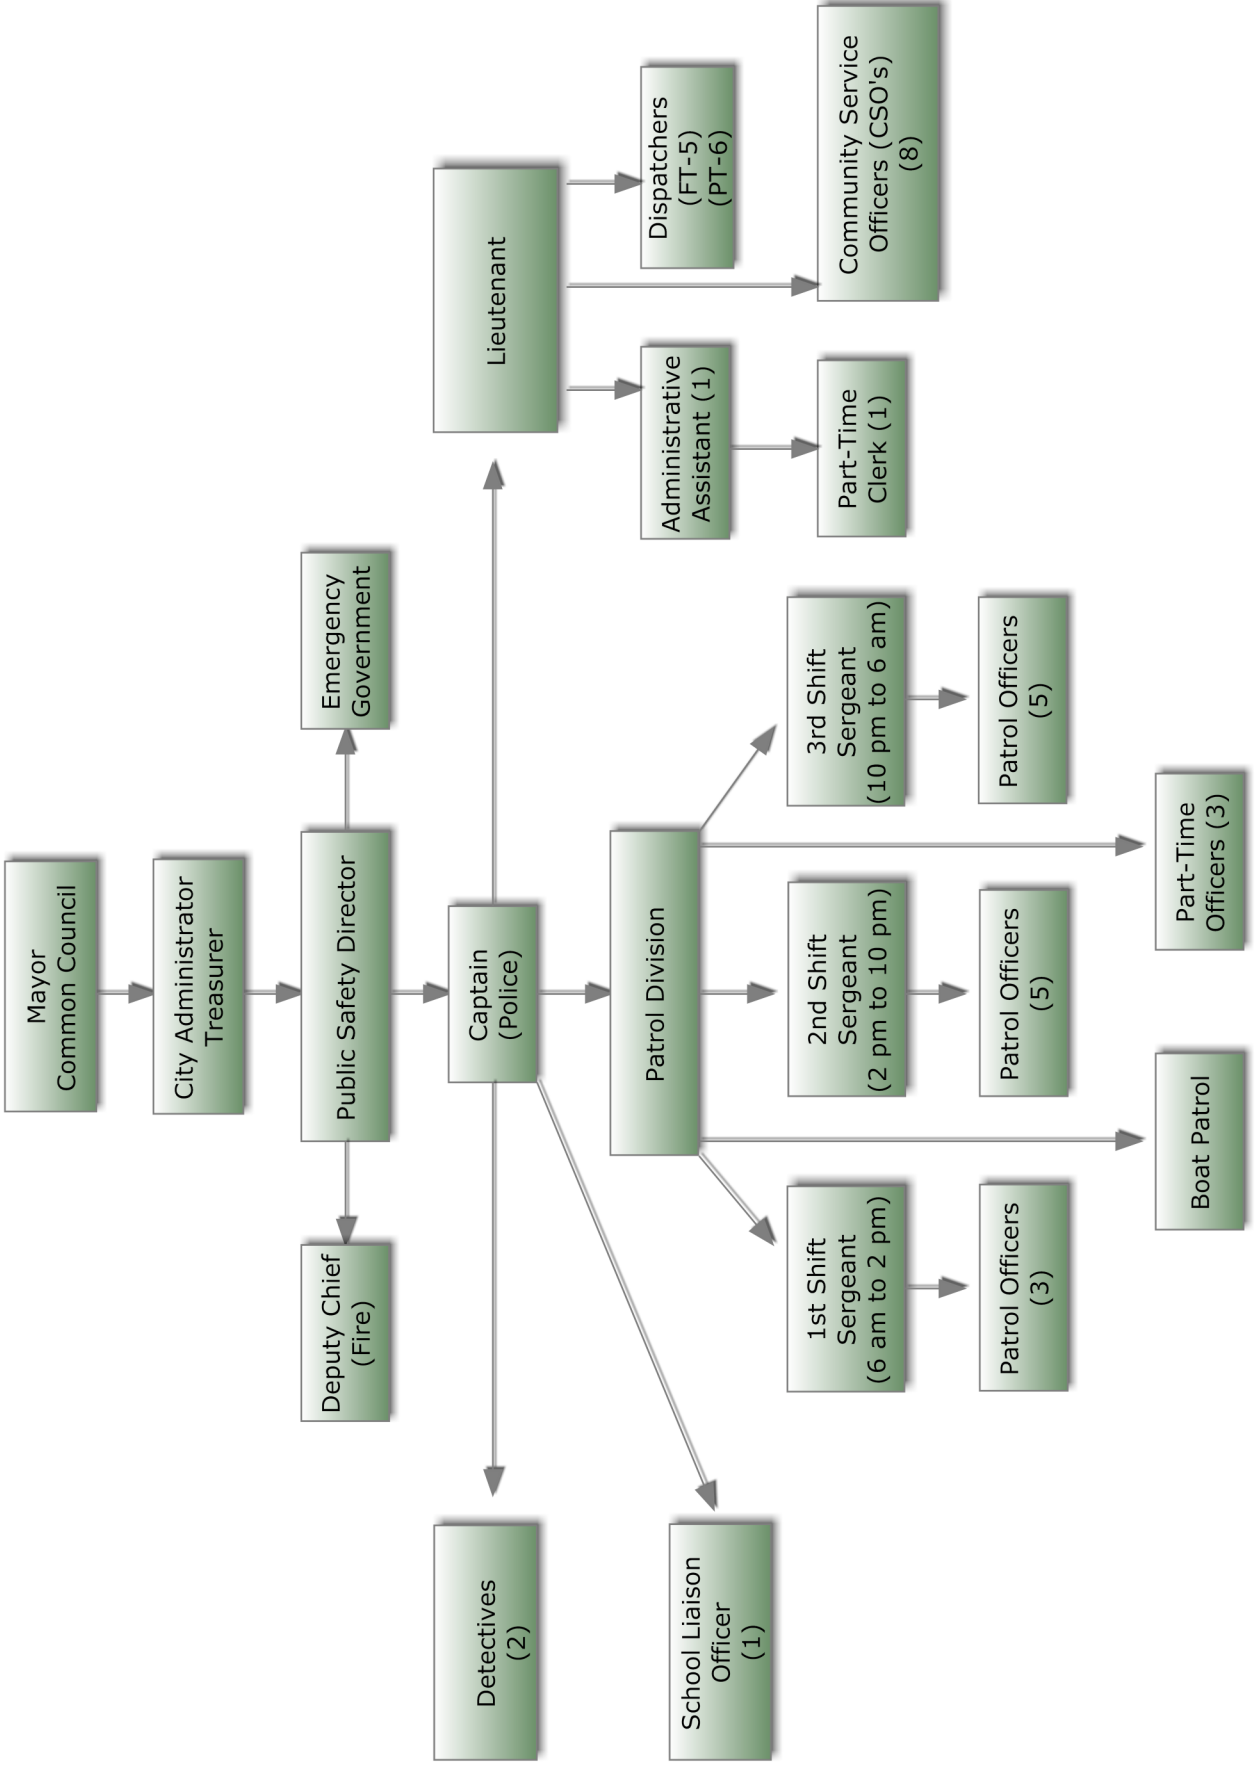 Mayor
Common Council
City Administrator
Treasurer
Deputy Chief
(Fire)
Public Safety Director
Emergency
Government
Detectives
(2)
Captain
(Police)
Lieutenant
School Liaison
Officer
(1)
Patrol Division
Administrative
Assistant (1)
Dispatchers
(FT-5)
(PT-6)
1st Shift
Sergeant
(6 am to 2 pm)
2nd Shift
Sergeant
(2 pm to 10 pm)
3rd Shift
Sergeant
(10 pm to 6 am)
Part-Time
Clerk (1)
Community Service
Officers (CSO's)
(8)
Patrol Officers
(3)
Patrol Officers
(5)
Patrol Officers
(5)
Boat Patrol
Part-Time
Officers (3)